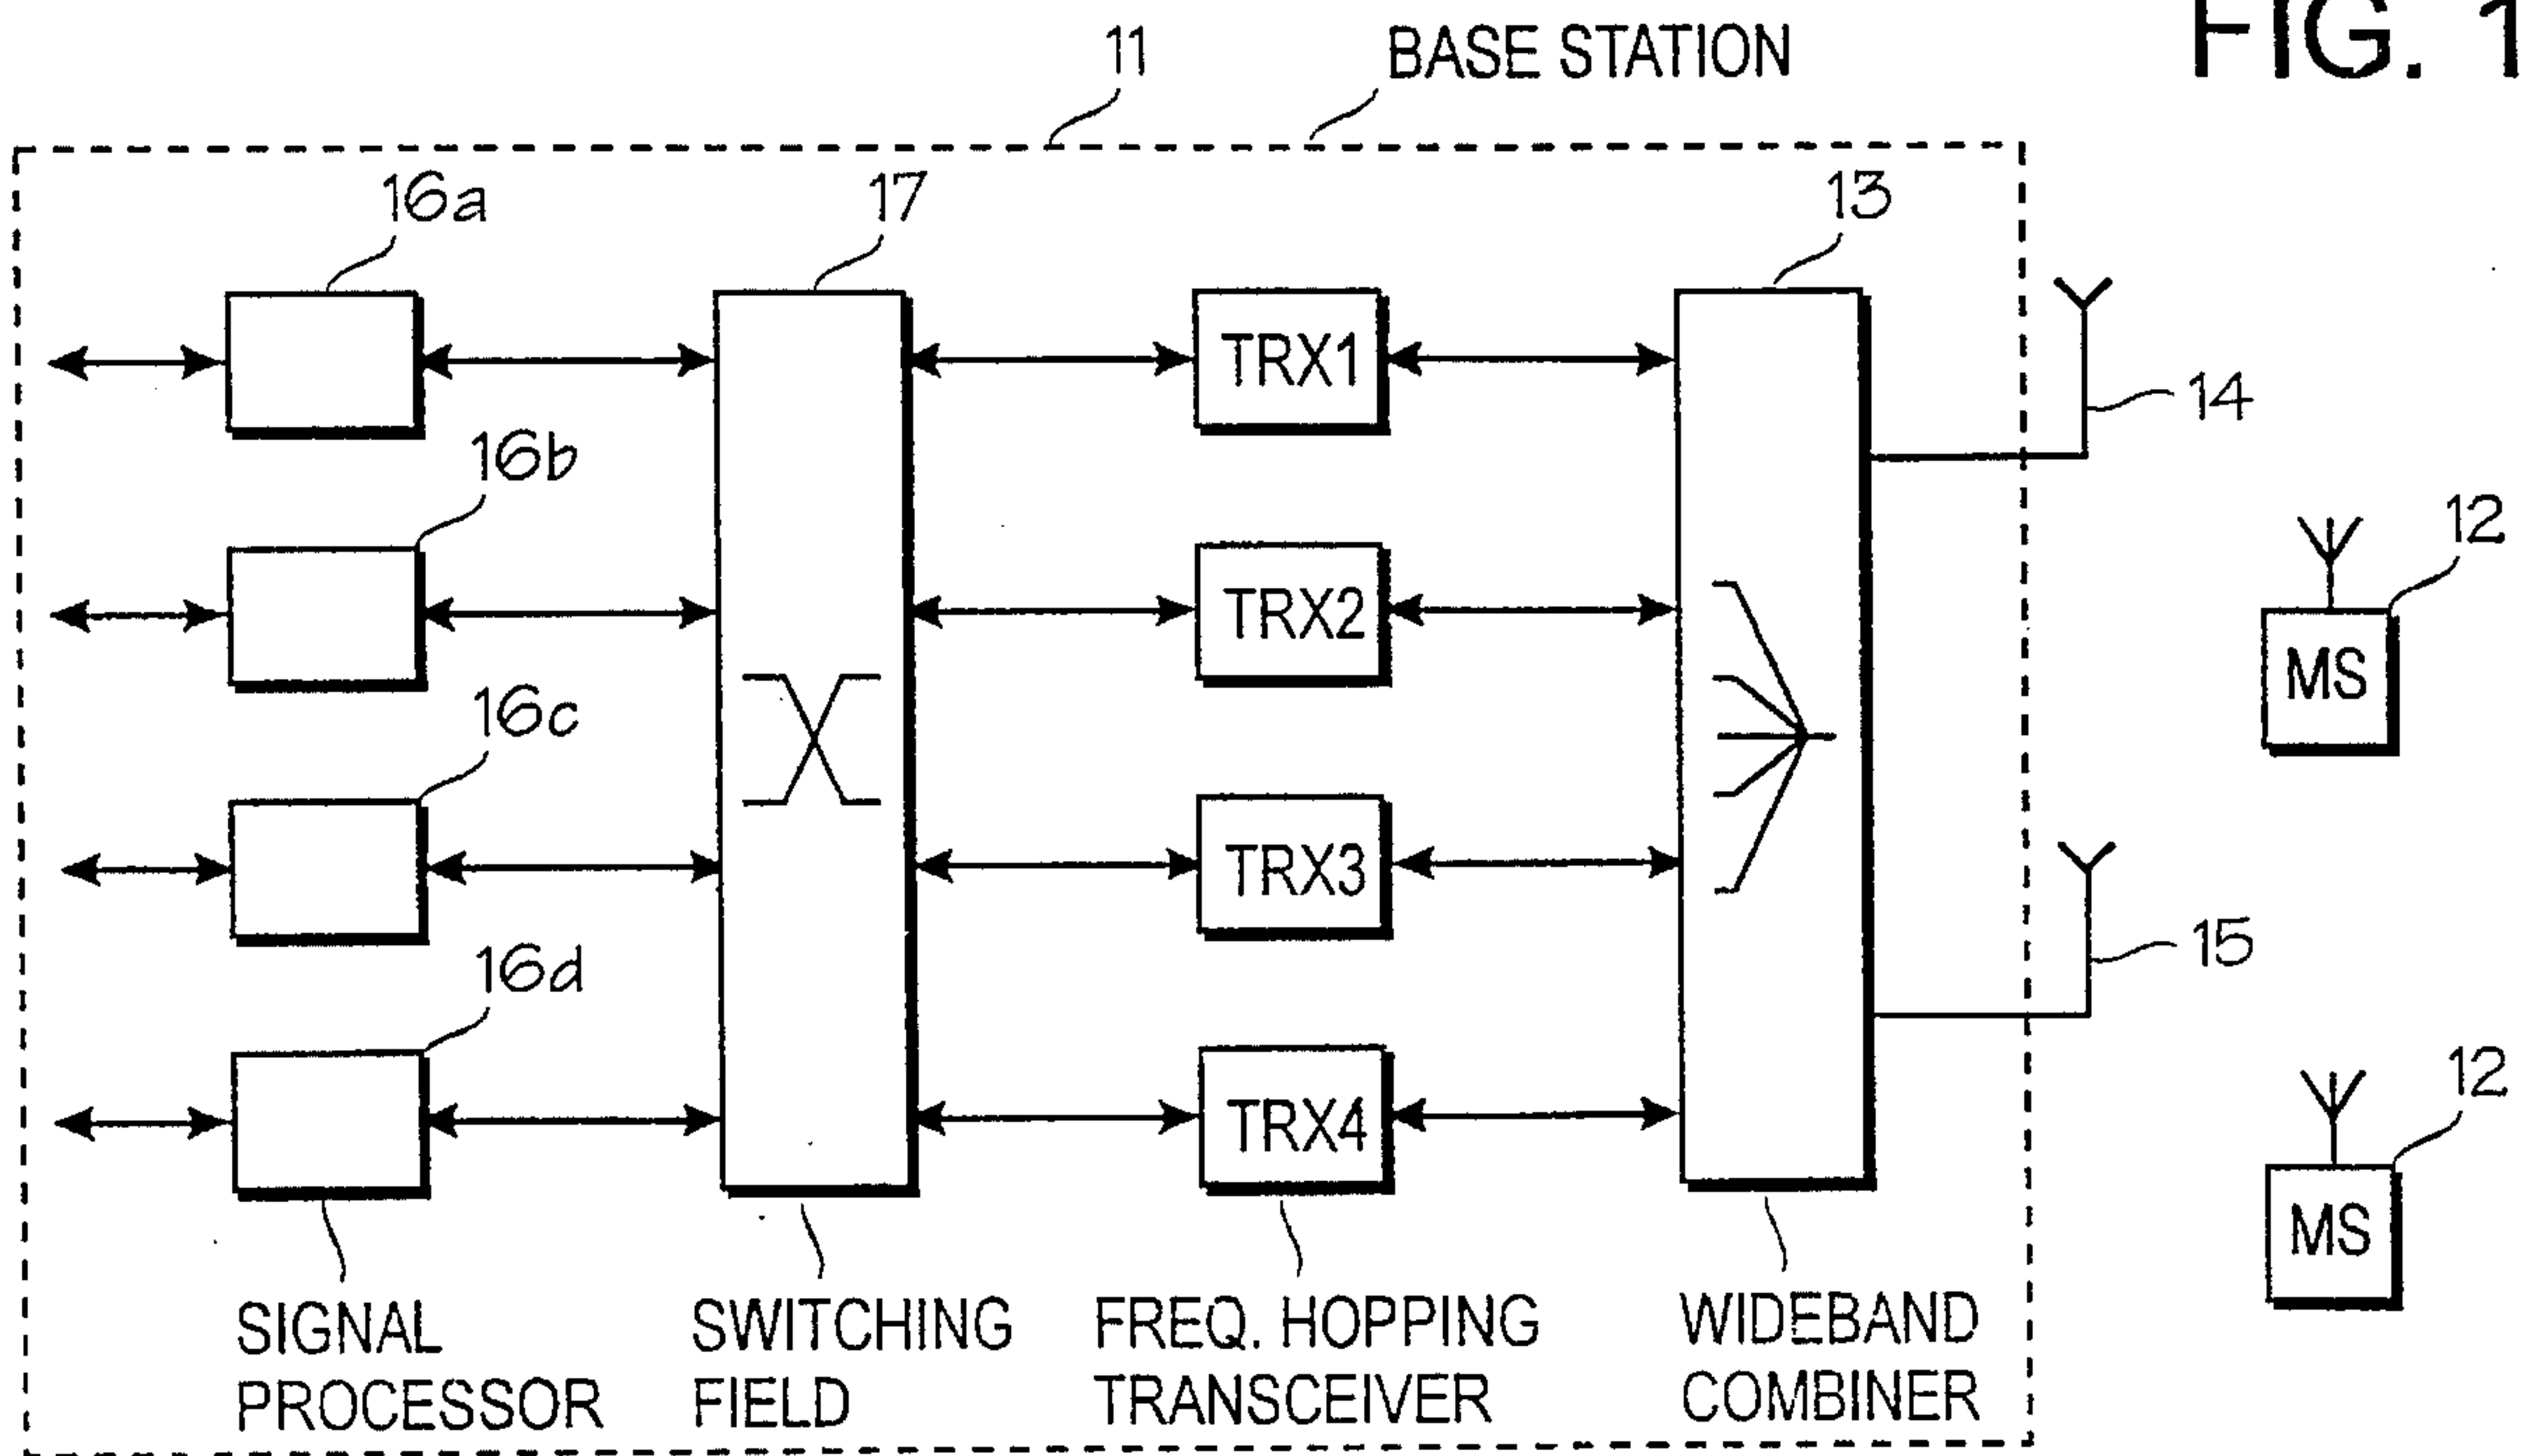 FIG. 1
11
BASE STATION
16a
17
13
TRX1
14
16b
12
TRX2
MS
16c
TRX3
15
16d
12
TRX4
MS
SIGNAL
PROCESSOR
SWITCHING
FIELD
FREQ. HOPPING
TRANSCEIVER
WIDEBAND
COMBINER